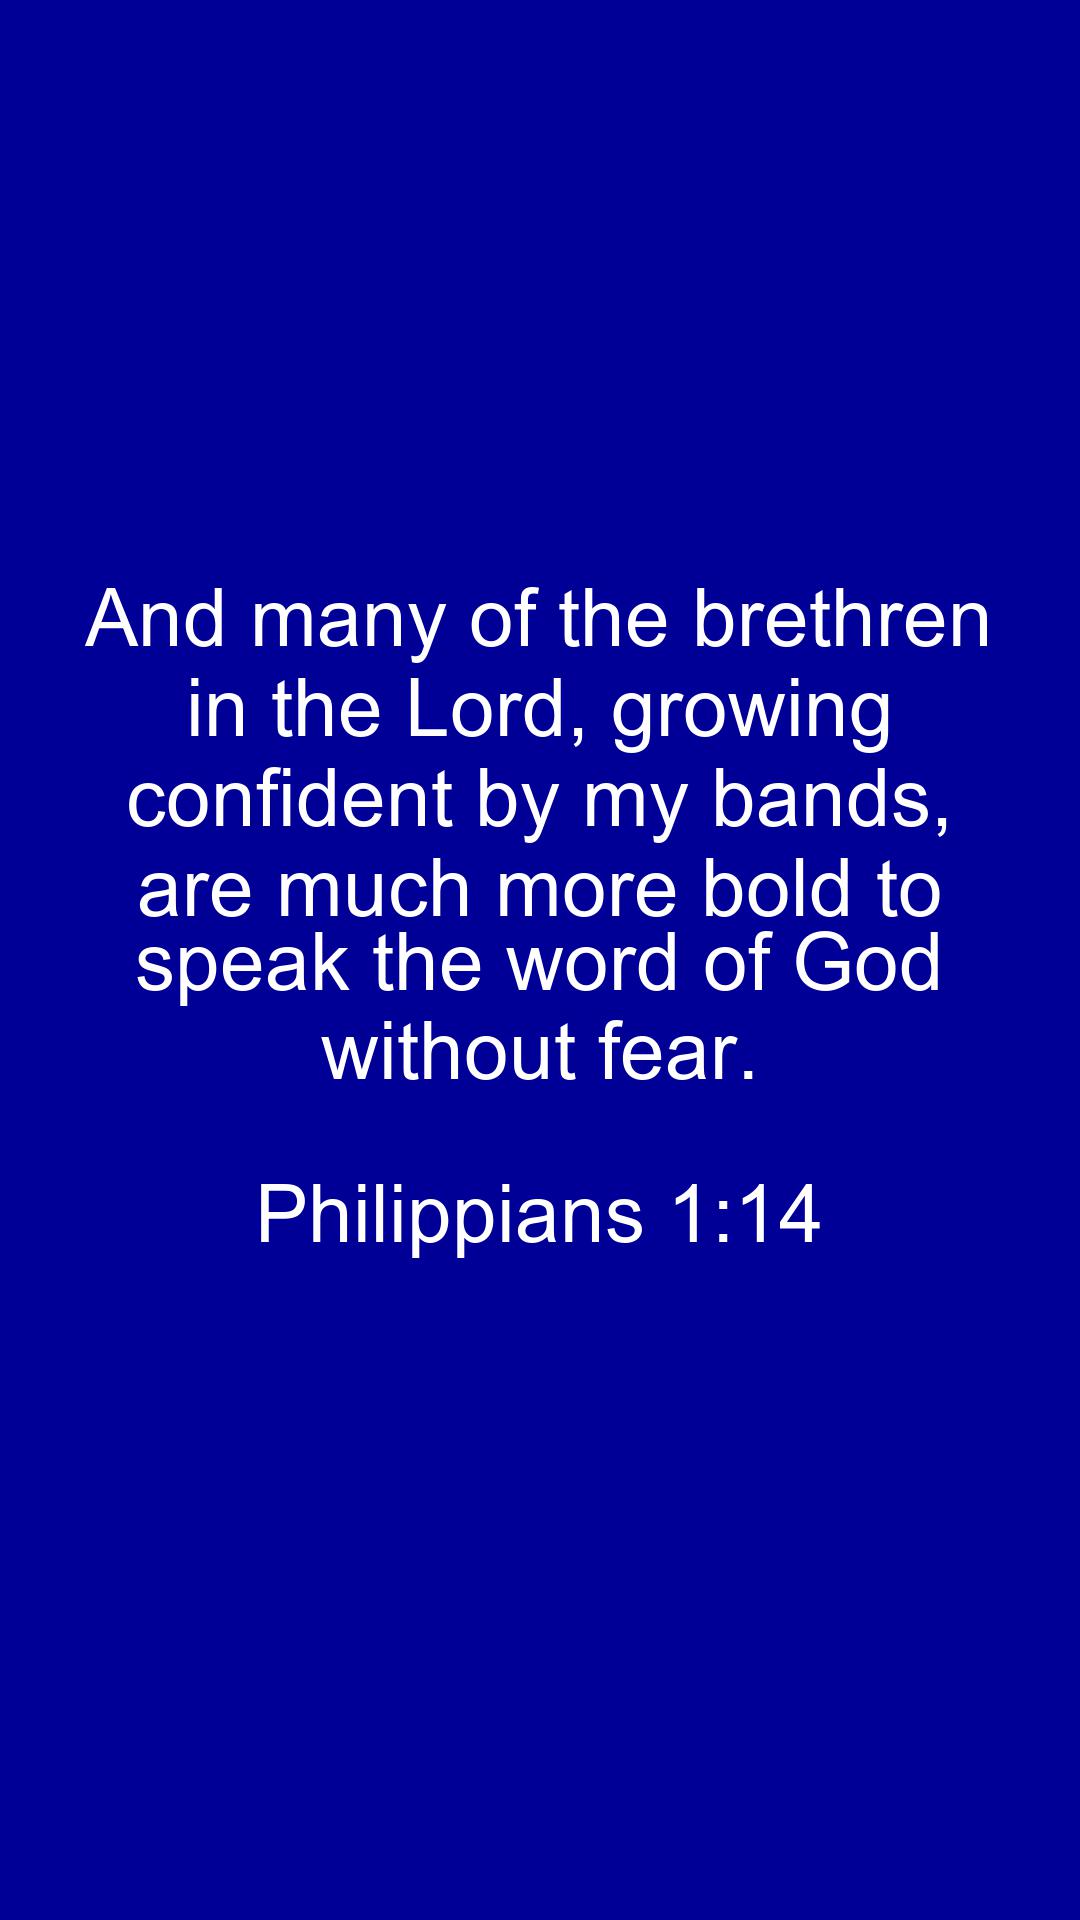 And many of the brethren
in the Lord, growing
confident by my bands,
are much more bold to
speak the word of God
without fear.
Philippians 1:14